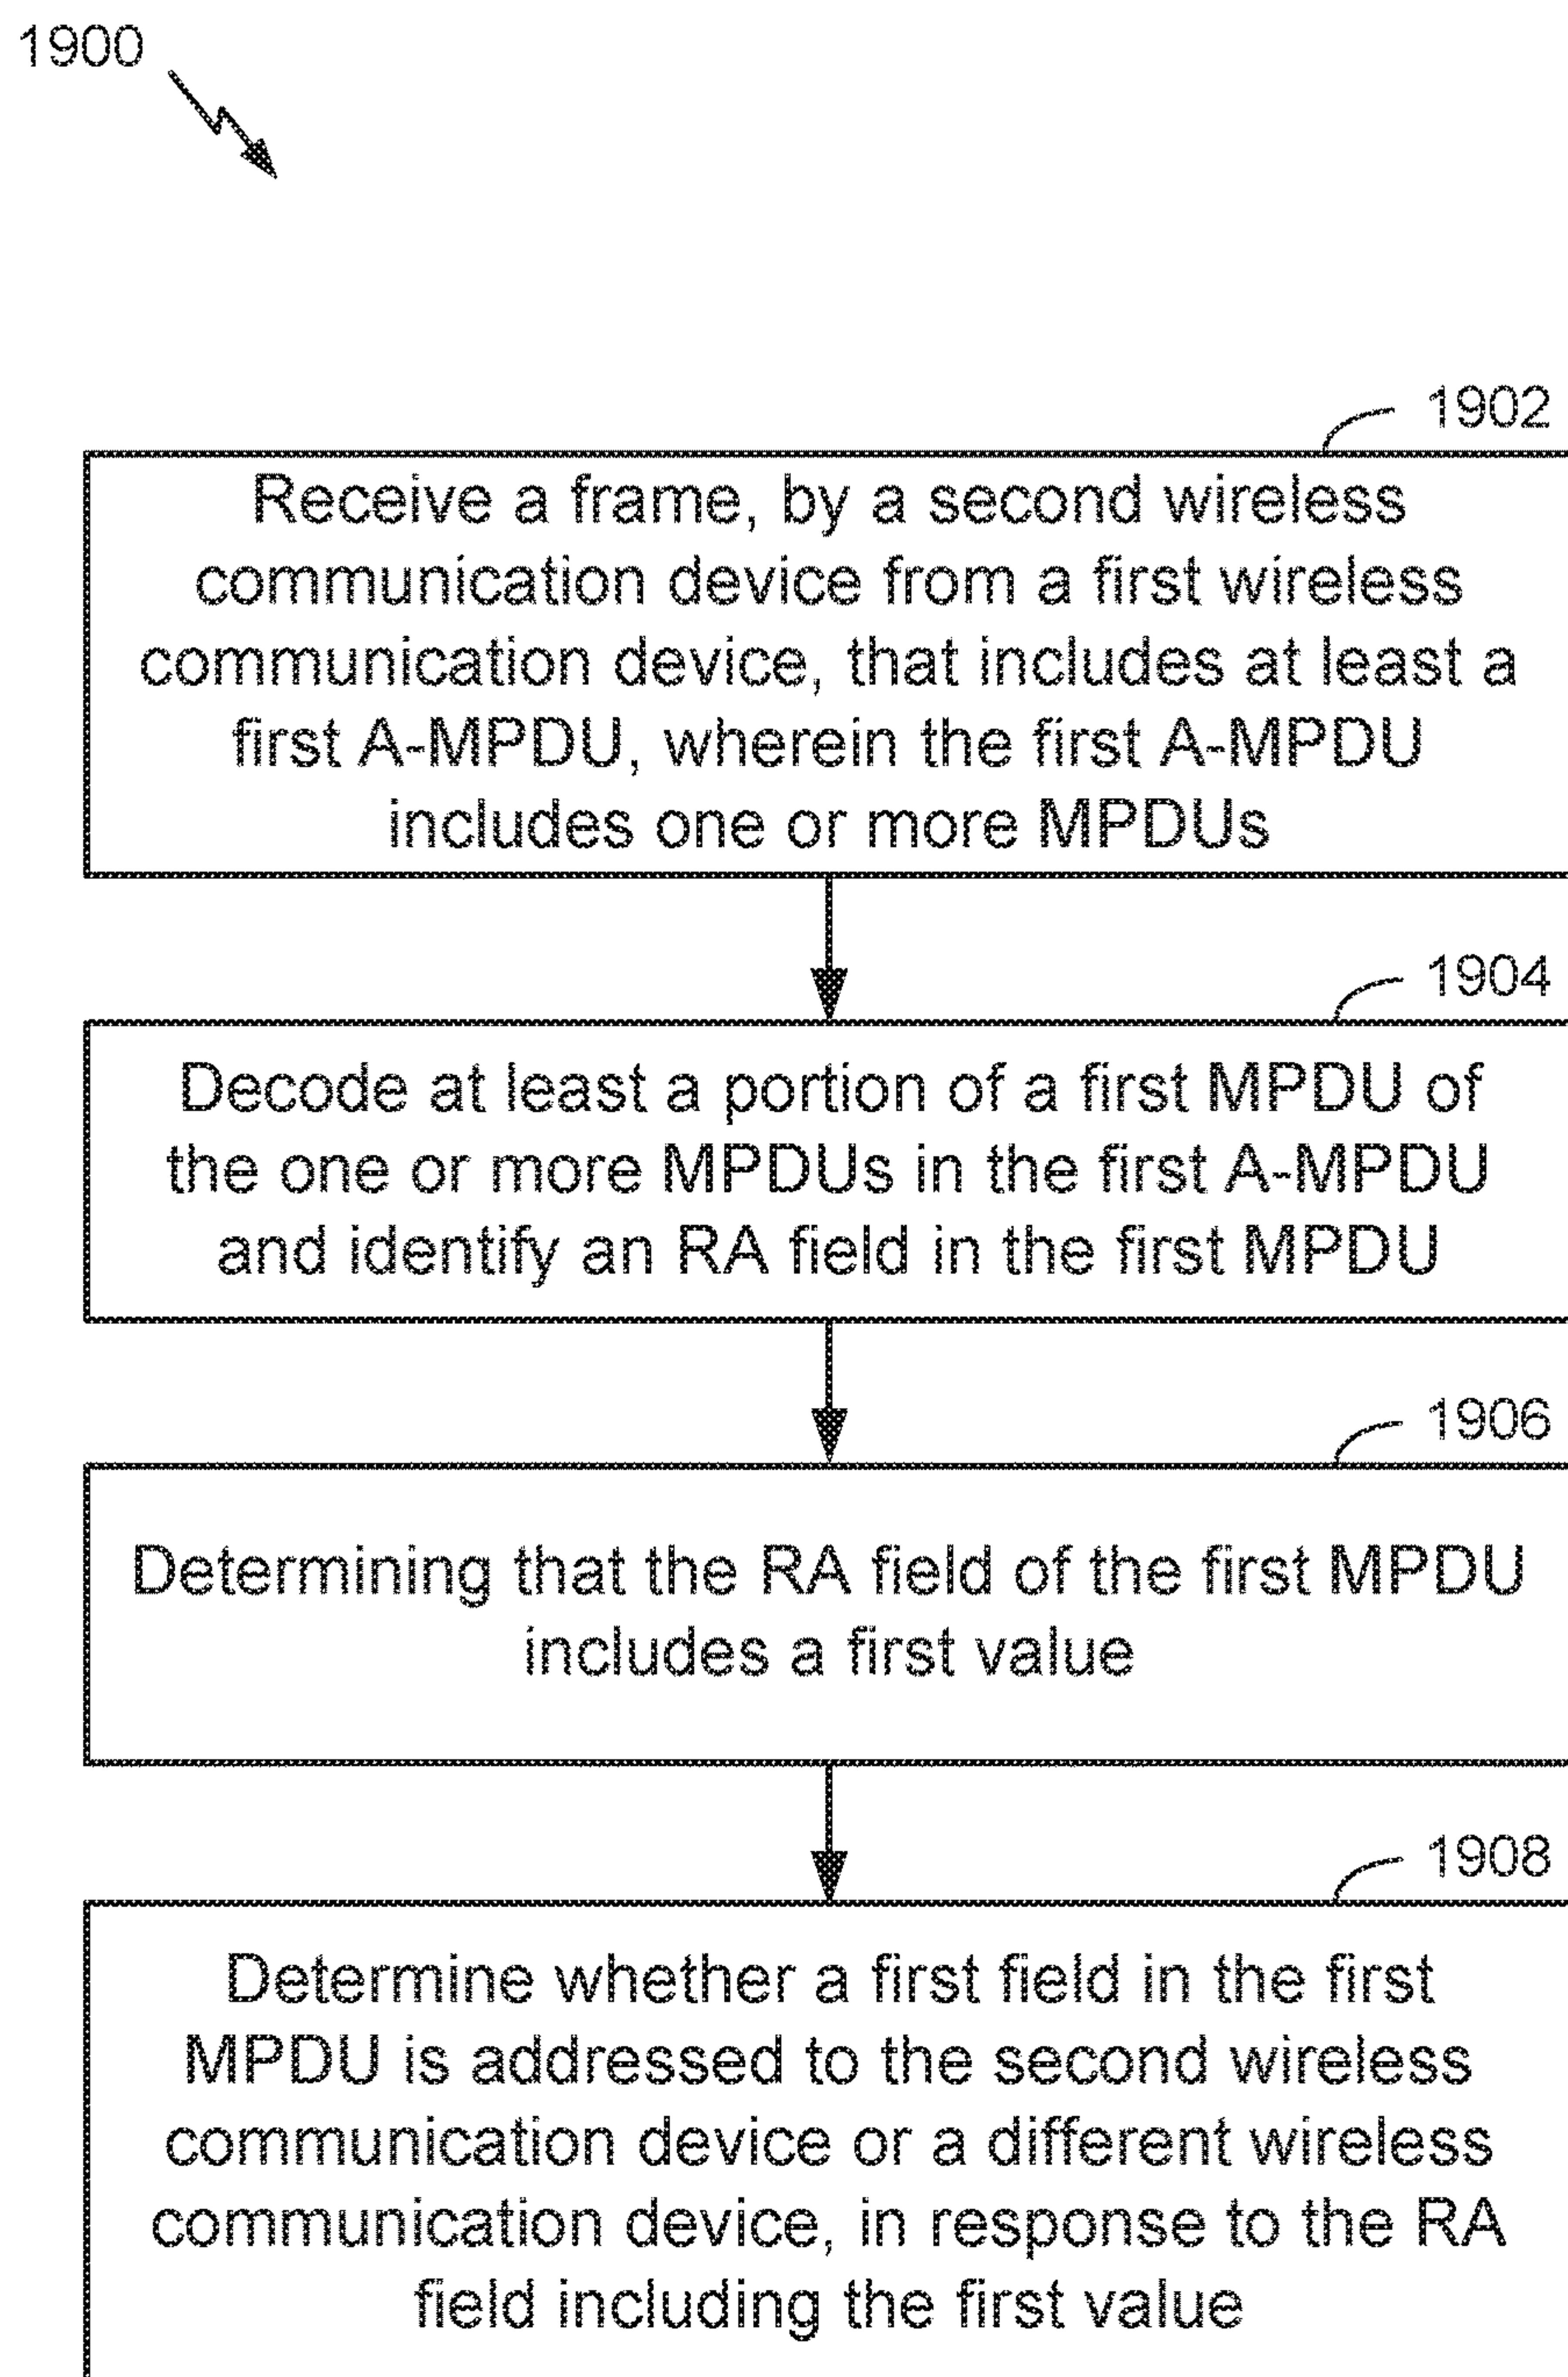 1900
1902
Receive a frame, by a second wireless
communication device from a first wireless
communication device, that includes at least a
first A-MPDU, wherein the first A-MPDU
includes one or more MPDUs
1904
Decode at least a portion of a first MPDU of
the one or more MPDUs in the first A-MPDU
and identify an RA field in the first MPDU
1906
Determining that the RA field of the first MPDU
includes a first value
1908
Determine whether a first field in the first
MPDU is addressed to the second wireless
communication device or a different wireless
communication device, in response to the RA
field including the first value